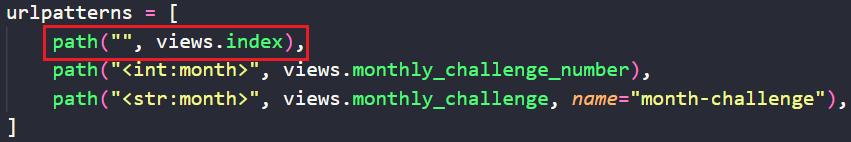 urlpatterns = [
    path("", views.index),
    path("<int:month>", views.monthly_challenge_number),
    path("<str:month>", views.monthly_challenge, name="month-challenge"),
]